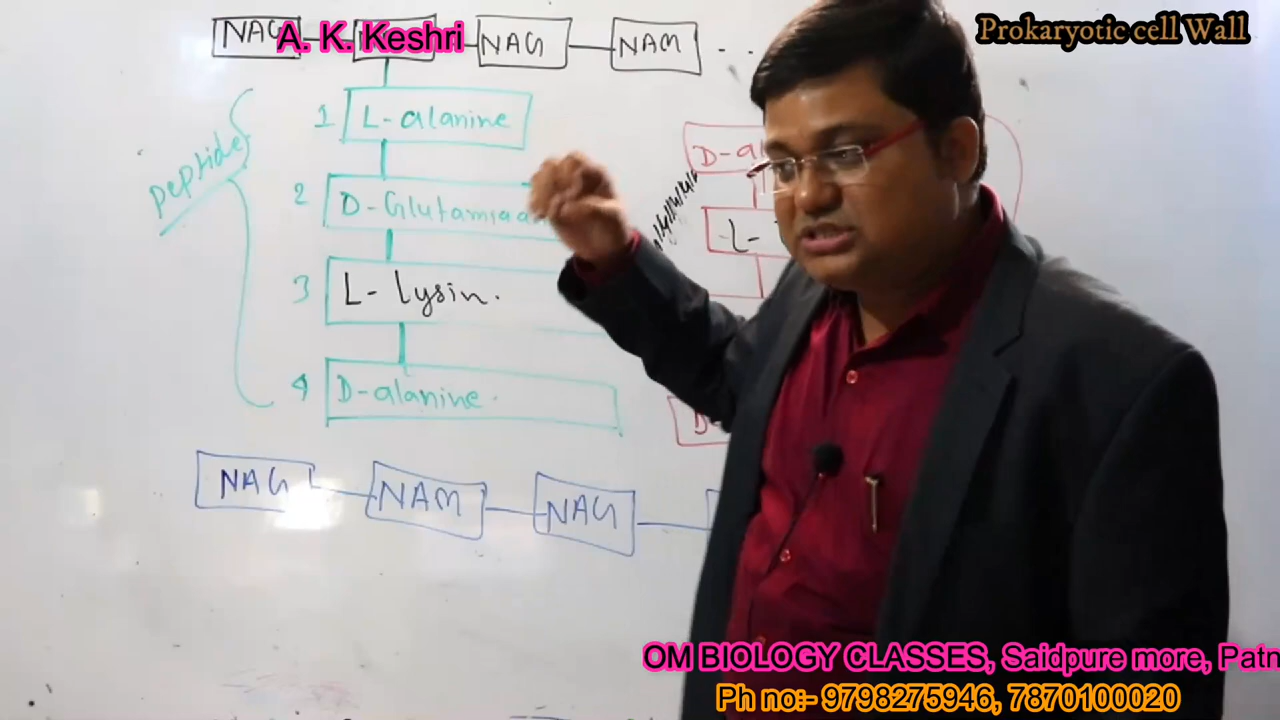 Prokaryotic cell Wall
A. K. Keshri
NAG NAG NAM . .
1 L- alanine
peptide
2 D-Glutami
3 L- lysin.
4 D-alanine.
D-a
L-
D
NAG NAM NAG
OM BIOLOGY CLASSES, Saidpure more, Patn
Ph no:- 9798275946, 7870100020